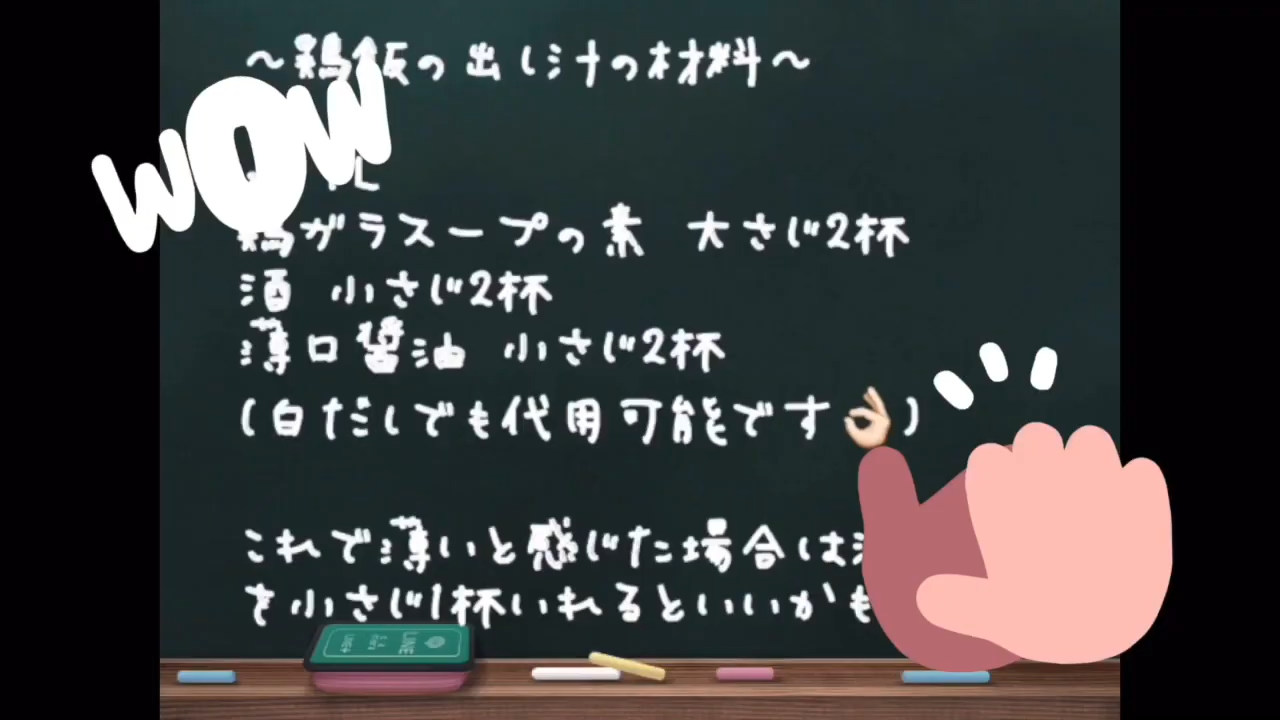 ～鶏飯の出し汁の材料～
WOW
鶏ガラスープの素 大さじ2杯
酒 小さじ2杯
薄口醤油 小さじ2杯
(白だしでも代用可能です👌🏻)
これで薄いと感じた場合は
を小さじ1杯いれるといいかも
LINE